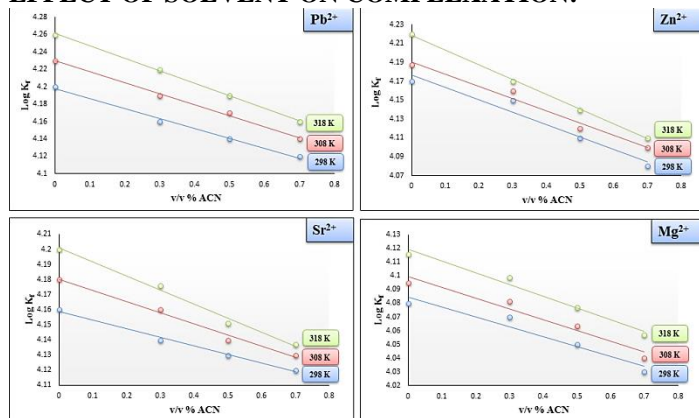 EFFECT OF SOLVENT ON COMPLEXATION:
Pb²⁺
Log Kf
4.28
4.26
4.24
4.22
4.2
4.18
4.16
4.14
4.12
4.1
0 0.1 0.2 0.3 0.4 0.5 0.6 0.7 0.8
v/v % ACN
318 K
308 K
298 K
Zn²⁺
Log Kf
4.23
4.21
4.19
4.17
4.15
4.13
4.11
4.09
4.07
0 0.1 0.2 0.3 0.4 0.5 0.6 0.7 0.8
v/v % ACN
318 K
308 K
298 K
Sr²⁺
Log Kf
4.21
4.2
4.19
4.18
4.17
4.16
4.15
4.14
4.13
4.12
4.11
0 0.1 0.2 0.3 0.4 0.5 0.6 0.7 0.8
v/v % ACN
318 K
308 K
298 K
Mg²⁺
Log Kf
4.13
4.12
4.11
4.1
4.09
4.08
4.07
4.06
4.05
4.04
4.03
4.02
0 0.1 0.2 0.3 0.4 0.5 0.6 0.7 0.8
v/v % ACN
318 K
308 K
298 K